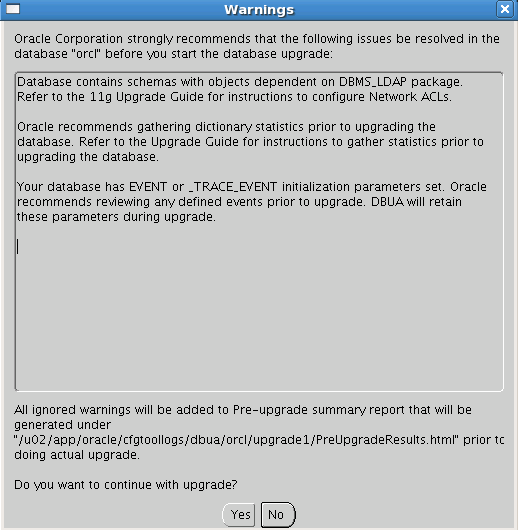 Warnings
Oracle Corporation strongly recommends that the following issues be resolved in the
database "orcl" before you start the database upgrade:
Database contains schemas with objects dependent on DBMS_LDAP package.
Refer to the 11g Upgrade Guide for instructions to configure Network ACLs.
Oracle recommends gathering dictionary statistics prior to upgrading the
database. Refer to the Upgrade Guide for instructions to gather statistics prior to
upgrading the database.
Your database has EVENT or _TRACE_EVENT initialization parameters set. Oracle
recommends reviewing any defined events prior to upgrade. DBUA will retain
these parameters during upgrade.
All ignored warnings will be added to Pre-upgrade summary report that will be
generated under
"/u02/app/oracle/cfgtoollogs/dbua/orcl/upgrade1/PreUpgradeResults.html" prior to
doing actual upgrade.
Do you want to continue with upgrade?
Yes No